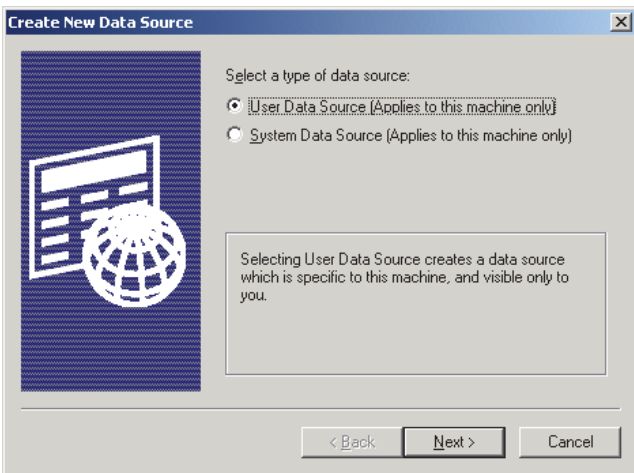 Create New Data Source
Select a type of data source:
User Data Source (Applies to this machine only)
System Data Source (Applies to this machine only)
Selecting User Data Source creates a data source
which is specific to this machine, and visible only to
you.
< Back
Next >
Cancel